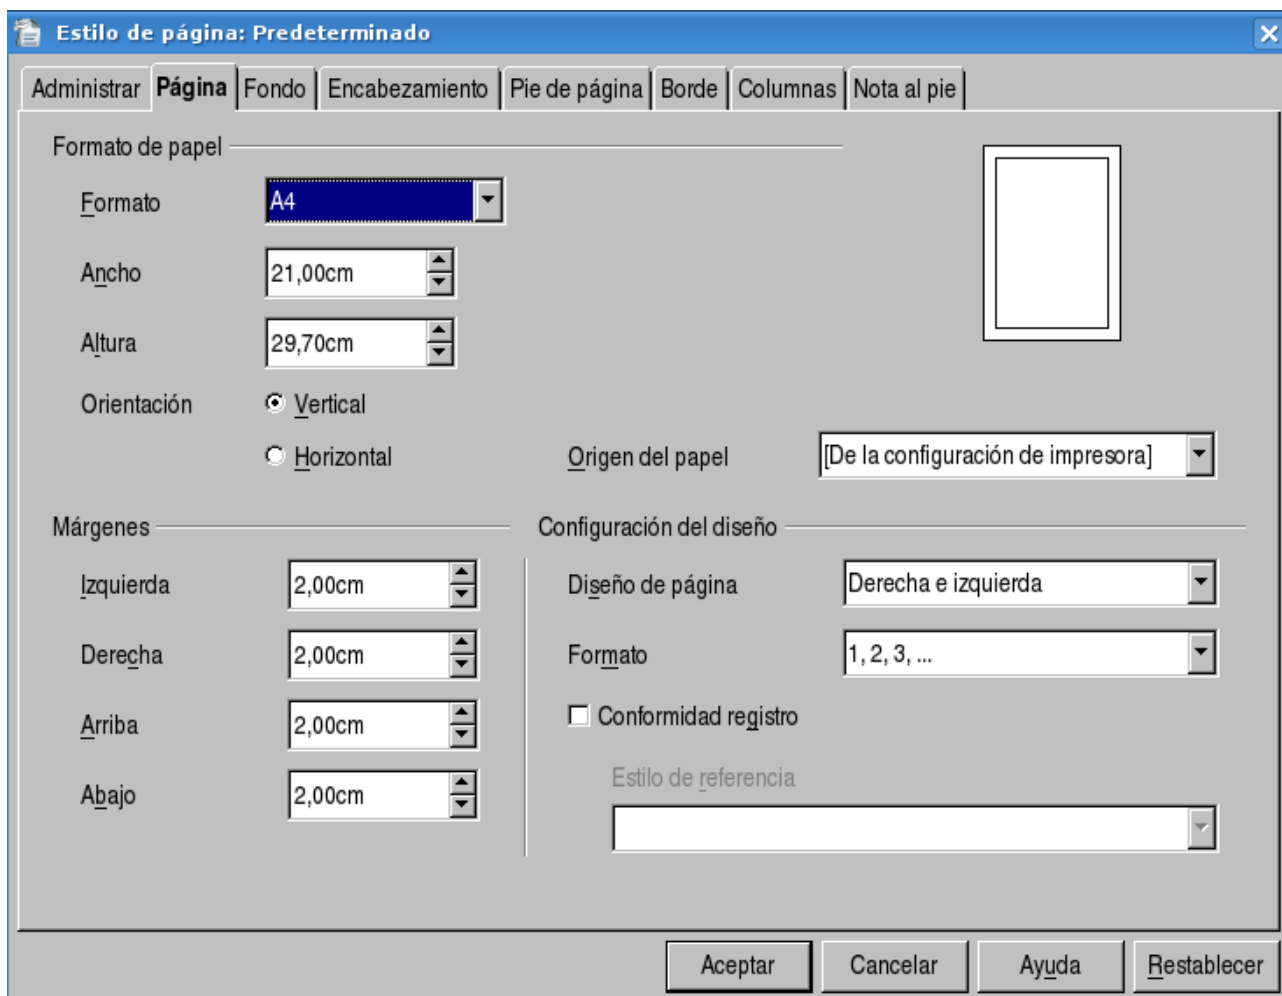 Estilo de página: Predeterminado
Administrar Página Fondo Encabezamiento Pie de página Borde Columnas Nota al pie
Formato de papel
Formato A4
Ancho 21,00cm
Altura 29,70cm
Orientación Vertical
Horizontal Origen del papel [De la configuración de impresora]
Márgenes Configuración del diseño
Izquierda 2,00cm Diseño de página Derecha e izquierda
Derecha 2,00cm Formato 1, 2, 3, ...
Arriba 2,00cm Conformidad registro
Estilo de referencia
Abajo 2,00cm
Aceptar Cancelar Ayuda Restablecer